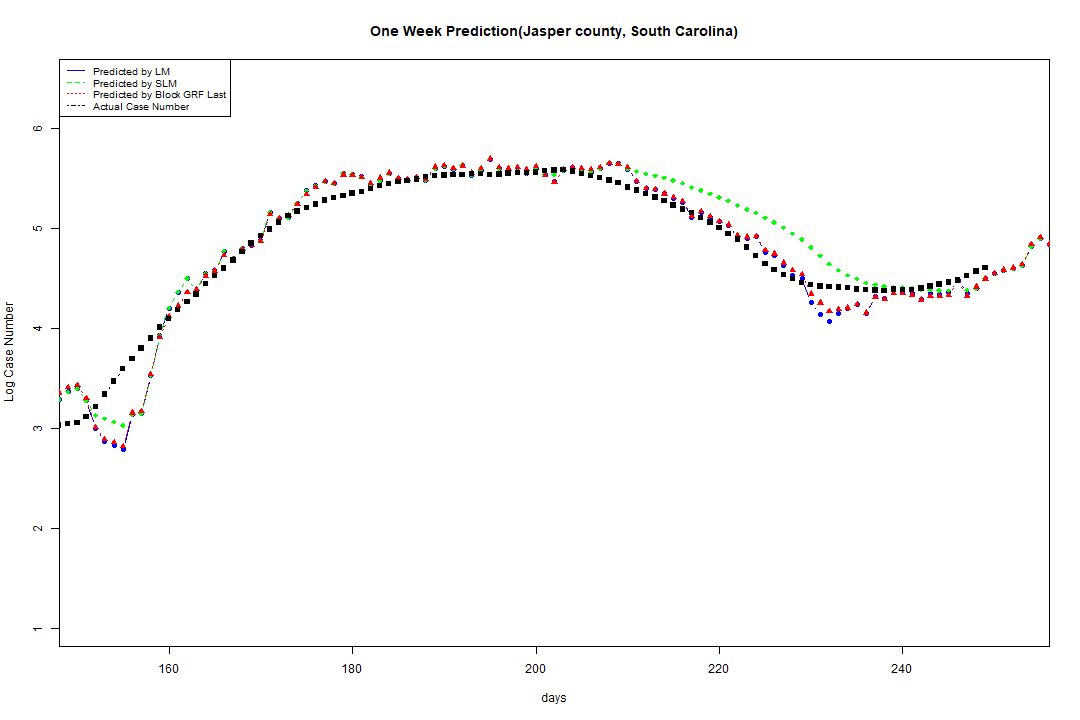 One Week Prediction(Jasper county, South Carolina)
Predicted by LM
Predicted by SLM
Predicted by Block GRF Last
Actual Case Number
6
5
4
3
2
1
Log Case Number
160 180 200 220 240
days